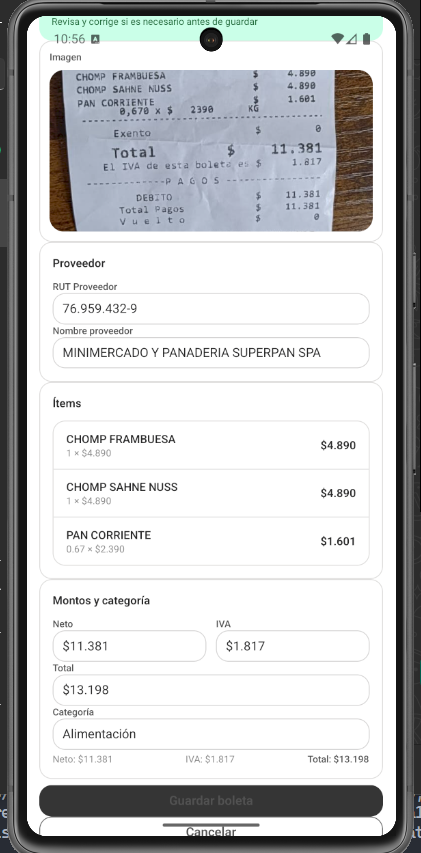 Revisa y corrige si es necesario antes de guardar
10:56 A
Imagen
CHOMP FRAMBUESA $ 4.890
CHOMP SAHNE NUSS $ 4.890
PAN CORRIENTE $ 1.601
0,670 x $ 2390 KG
Exento $ 0
Total $ 11.381
El IVA de esta boleta es $ 1.817
PAGOS
DEBITO $ 11.381
Total Pagos $ 11.381
Vuelto $ 0
Proveedor
RUT Proveedor
76.959.432-9
Nombre proveedor
MINIMERCADO Y PANADERIA SUPERPAN SPA
Ítems
CHOMP FRAMBUESA $4.890
1 × $4.890
CHOMP SAHNE NUSS $4.890
1 × $4.890
PAN CORRIENTE $1.601
0.67 × $2.390
Montos y categoría
Neto IVA
$11.381 $1.817
Total
$13.198
Categoría
Alimentación
Neto: $11.381 IVA: $1.817 Total: $13.198
Guardar boleta
Cancelar